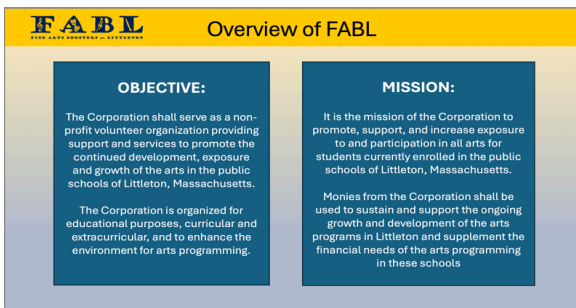 FABL
FINE ARTS BOOSTERS OF LITTLETON
Overview of FABL
OBJECTIVE:
The Corporation shall serve as a non-
profit volunteer organization providing
support and services to promote the
continued development, exposure
and growth of the arts in the public
schools of Littleton, Massachusetts.
The Corporation is organized for
educational purposes, curricular and
extracurricular, and to enhance the
environment for arts programming.
MISSION:
It is the mission of the Corporation to
promote, support, and increase exposure
to and participation in all arts for
students currently enrolled in the public
schools of Littleton, Massachusetts.
Monies from the Corporation shall be
used to sustain and support the ongoing
growth and development of the arts
programs in Littleton and supplement the
financial needs of the arts programming
in these schools